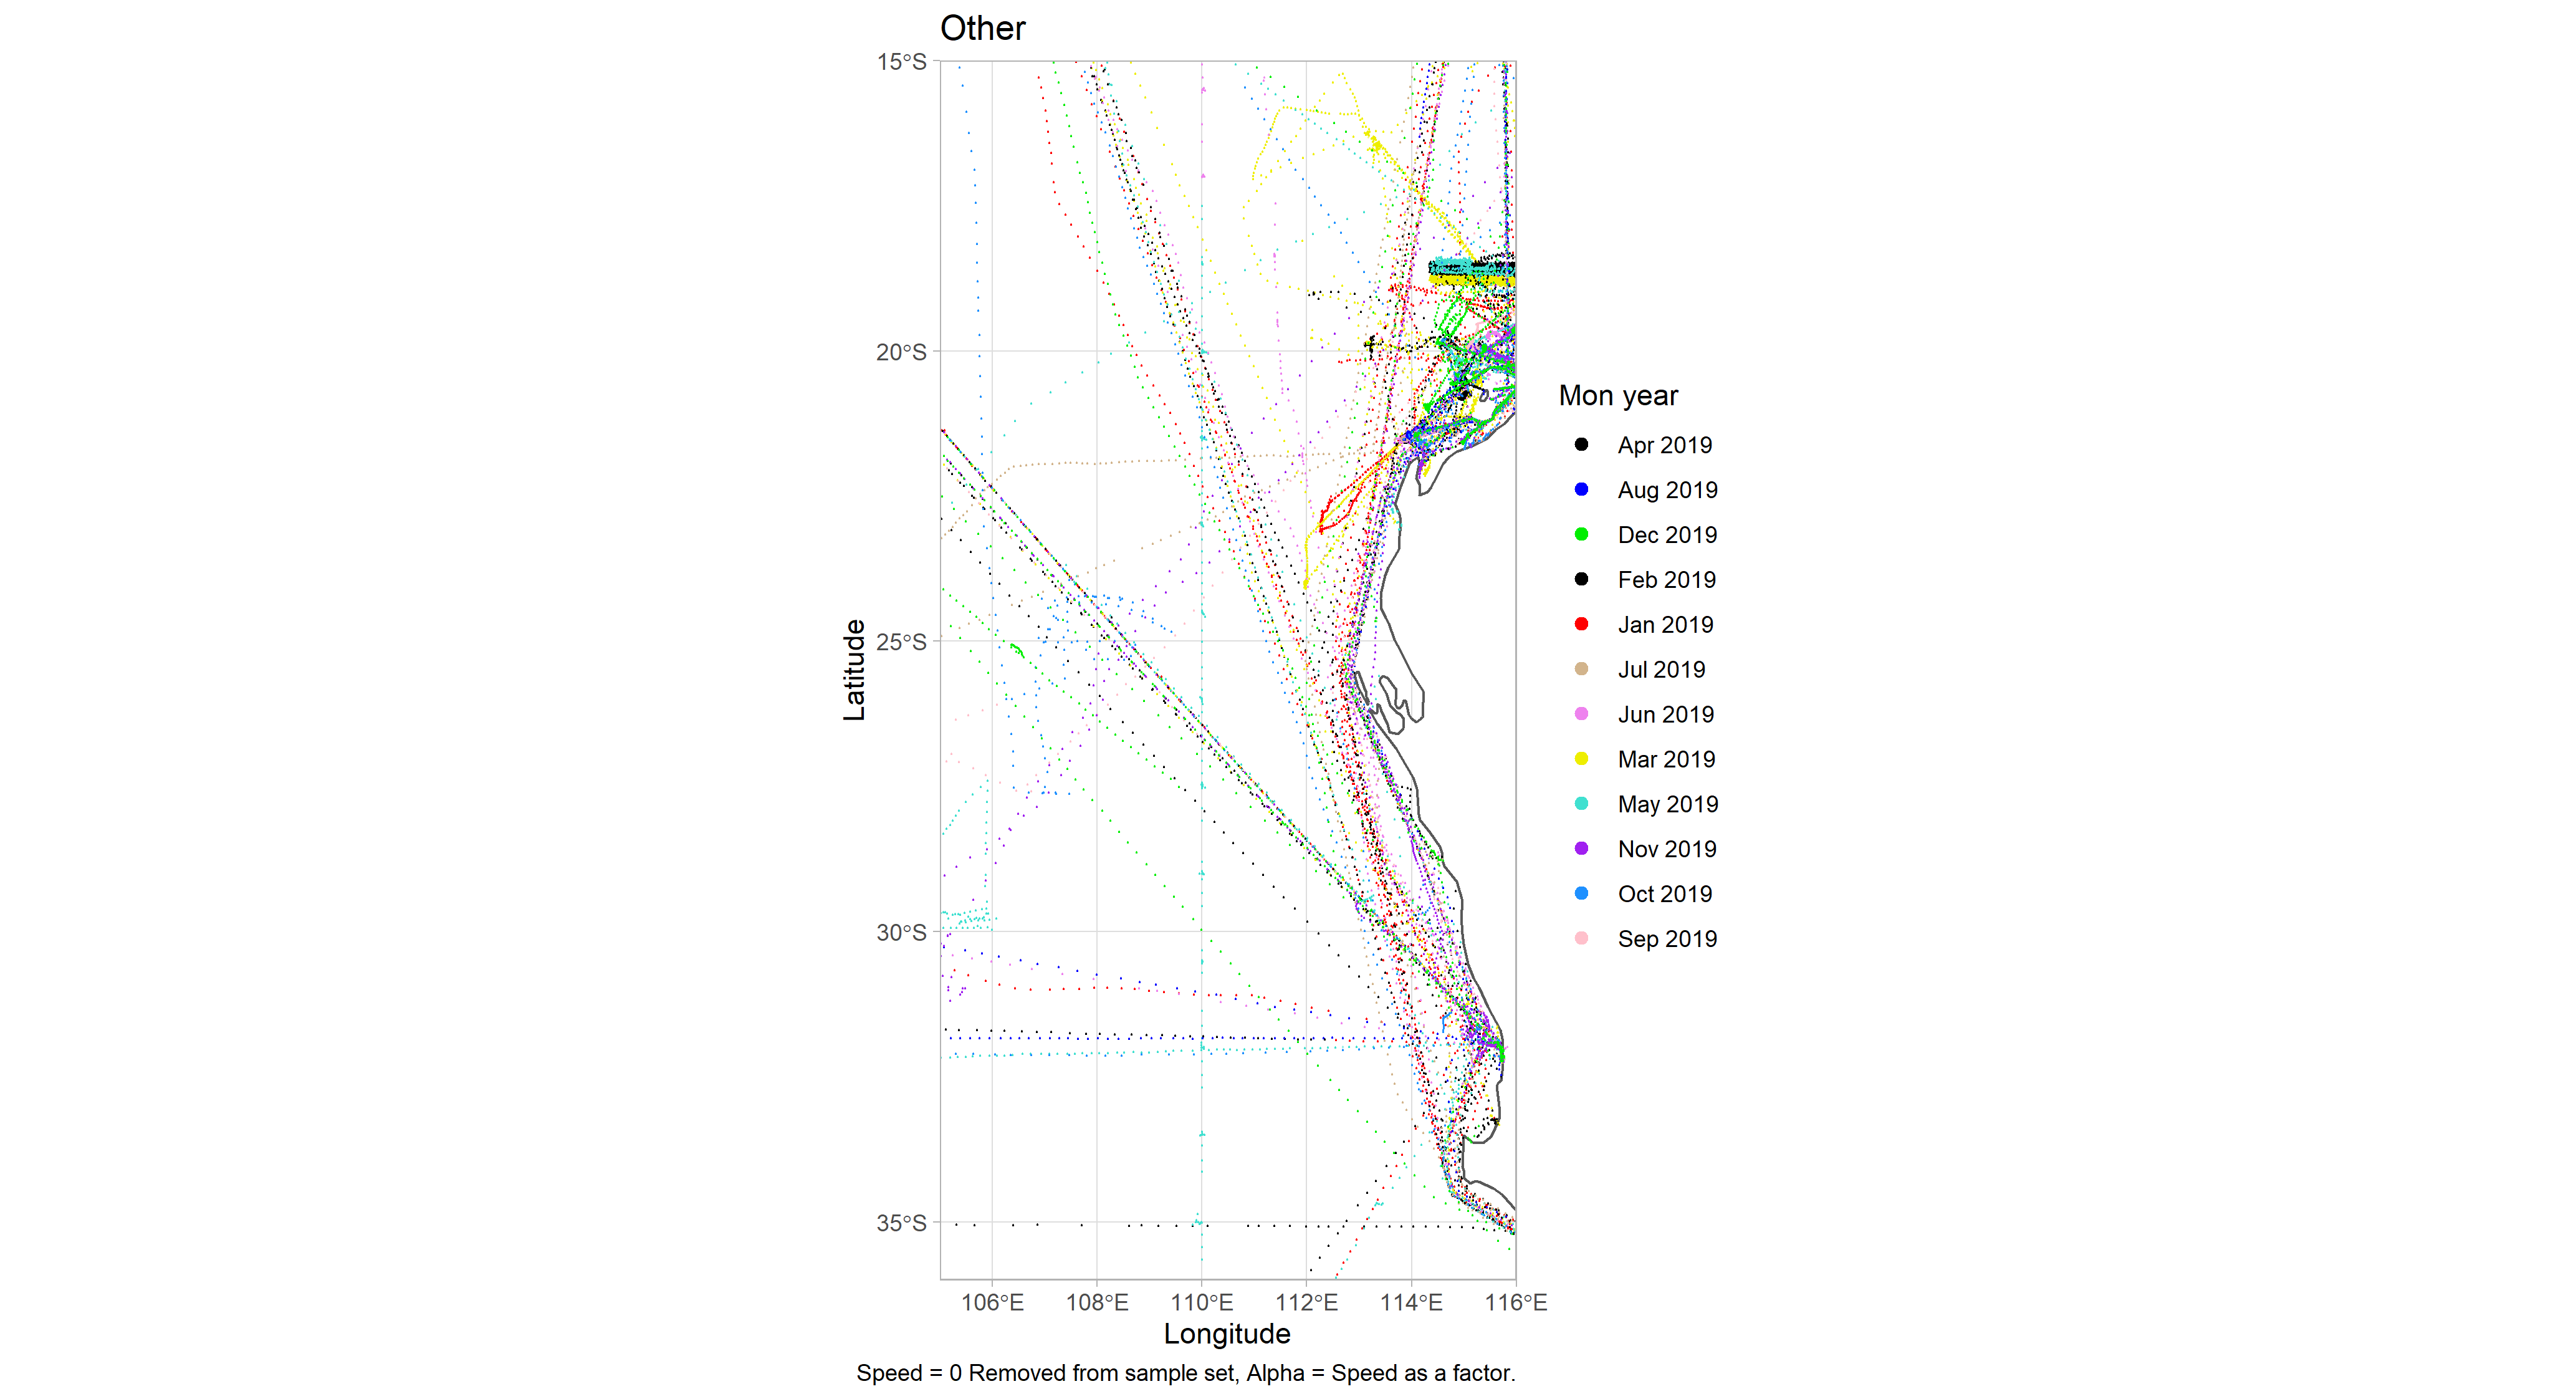 Other
15°S
20°S
25°S
30°S
35°S
Latitude
106°E 108°E 110°E 112°E 114°E 116°E
Longitude
Speed = 0 Removed from sample set, Alpha = Speed as a factor.
Mon year
Apr 2019
Aug 2019
Dec 2019
Feb 2019
Jan 2019
Jul 2019
Jun 2019
Mar 2019
May 2019
Nov 2019
Oct 2019
Sep 2019